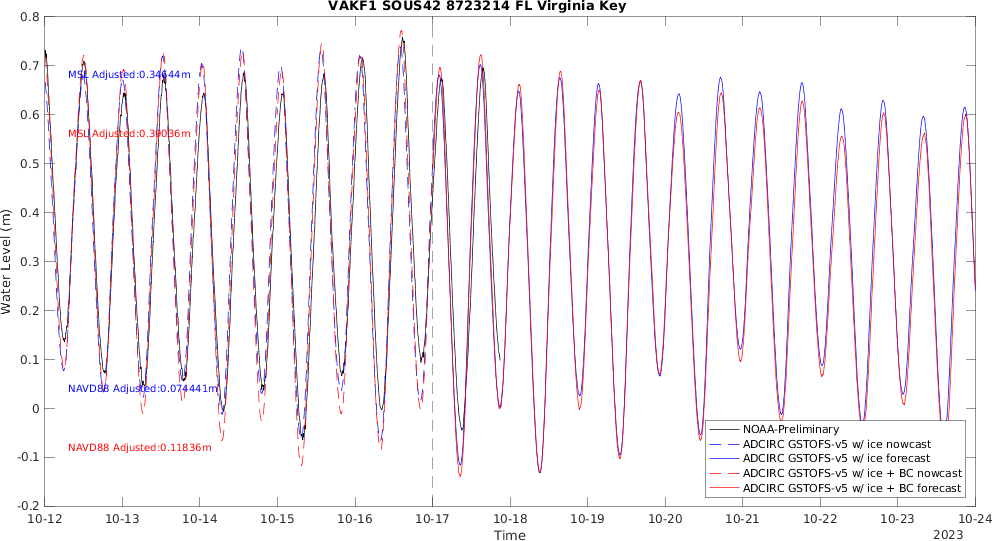 VAKF1 SOUS42 8723214 FL Virginia Key
0.8
0.7
0.6
0.5
0.4
0.3
0.2
0.1
0
-0.1
-0.2
Water Level (m)
MSL Adjusted:0.34644m
MSL Adjusted:0.39036m
NAVD88 Adjusted:0.074441m
NAVD88 Adjusted:0.11836m
NOAA-Preliminary
ADCIRC GSTOFS-v5 w/ ice nowcast
ADCIRC GSTOFS-v5 w/ ice forecast
ADCIRC GSTOFS-v5 w/ ice + BC nowcast
ADCIRC GSTOFS-v5 w/ ice + BC forecast
10-12 10-13 10-14 10-15 10-16 10-17 10-18 10-19 10-20 10-21 10-22 10-23 10-24
Time
2023